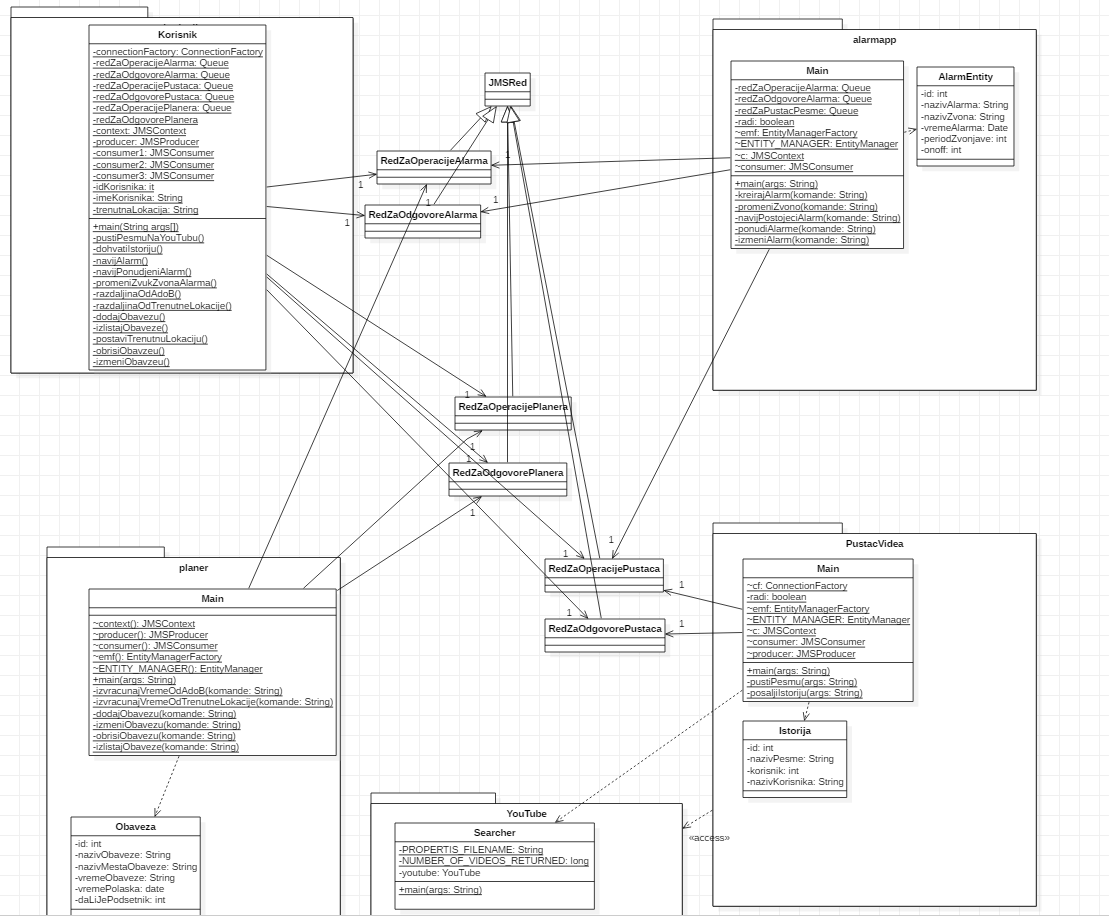 Korisnik
-connectionFactory: ConnectionFactory
-redZaOperacijeAlarma: Queue
-redZaOdgovoreAlarma: Queue
-redZaOperacijePustaca: Queue
-redZaOdgovorePustaca: Queue
-redZaOperacijePlanera: Queue
-redZaOdgovorePlanera
-context: JMSContext
-producer: JMSProducer
-consumer1: JMSConsumer
-consumer2: JMSConsumer
-consumer3: JMSConsumer
-idKorisnika: it
-imeKorisnika: String
-trenutnaLokacija: String
+main(String args[])
-pustiPesmuNaYouTubu()
-dohvatiIstoriju()
-navijAlarm()
-navijPonudjeniAlarm()
-promeniZvukZvonaAlarma()
-razdaljinaOdAdoB()
-razdaljinaOdTrenutneLokacije()
-dodajObavezu()
-izlistajObaveze()
-postaviTrenutnuLokaciju()
-obrisiObavzeu()
-izmeniObavzeu()
JMSRed
RedZaOperacijeAlarma
1
1
RedZaOdgovoreAlarma
1
1
1
alarmapp
Main
-redZaOperacijeAlarma: Queue
-redZaOdgovoreAlarma: Queue
-redZaPustacPesme: Queue
-radi: boolean
~emf: EntityManagerFactory
~ENTITY_MANAGER: EntityManager
~c: JMSContext
~consumer: JMSConsumer
+main(args: String)
-kreirajAlarm(komande: String)
-promeniZvono(komande: String)
-navijPostojeciAlarm(komande: String)
-ponudiAlarme(komande: String)
-izmeniAlarm(komande: String)
AlarmEntity
-id: int
-nazivAlarma: String
-nazivZvona: String
-vremeAlarma: Date
-periodZvonjave: int
-onoff: int
1
RedZaOperacijePlanera
1
1
RedZaOdgovorePlanera
1
1
1
RedZaOperacijePustaca
1
1
RedZaOdgovorePustaca
1
planer
Main
~context(): JMSContext
~producer(): JMSProducer
~consumer(): JMSConsumer
~emf(): EntityManagerFactory
~ENTITY_MANAGER(): EntityManager
+main(args: String)
-izvracunajVremeOdAdoB(komande: String)
-izvracunajVremeOdTrenutneLokacije(komande: String)
-dodajObavezu(komande: String)
-izmeniObavezu(komande: String)
-obrisiObavezu(komande: String)
-izlistajObaveze(komande: String)
Obaveza
-id: int
-nazivObaveze: String
-nazivMestaObaveze: String
-vremeObaveze: String
-vremePolaska: date
-daLiJePodsetnik: int
PustacVidea
Main
~cf: ConnectionFactory
-radi: boolean
~emf: EntityManagerFactory
~ENTITY_MANAGER: EntityManager
~c: JMSContext
~consumer: JMSConsumer
~producer: JMSProducer
+main(args: String)
-pustiPesmu(args: String)
-posaljiIstoriju(args: String)
Istorija
-id: int
-nazivPesme: String
-korisnik: int
-nazivKorisnika: String
«access»
YouTube
Searcher
-PROPERTIS_FILENAME: String
-NUMBER_OF_VIDEOS_RETURNED: long
-youtube: YouTube
+main(args: String)